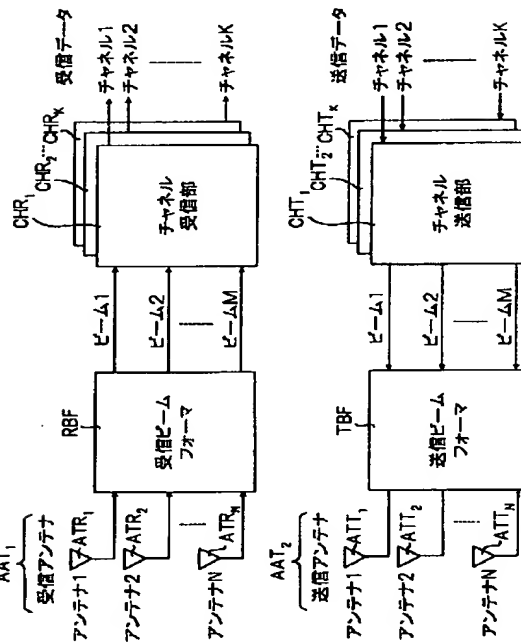 AAT₁
受信アンテナ
アンテナ1
ATR₁
アンテナ2
ATR₂
アンテナN
ATR_N
RBF
受信ビーム
フォーマ
ビーム1
ビーム2
ビームM
CHR₁
CHR₂…CHR_K
チャネル
受信部
受信データ
チャネル1
チャネル2
チャネルK
AAT₂
送信アンテナ
アンテナ1
ATT₁
アンテナ2
ATT₂
アンテナN
ATT_N
TBF
送信ビーム
フォーマ
ビーム1
ビーム2
ビームM
CHT₁
CHT₂…CHT_K
チャネル
送信部
送信データ
チャネル1
チャネル2
チャネルK